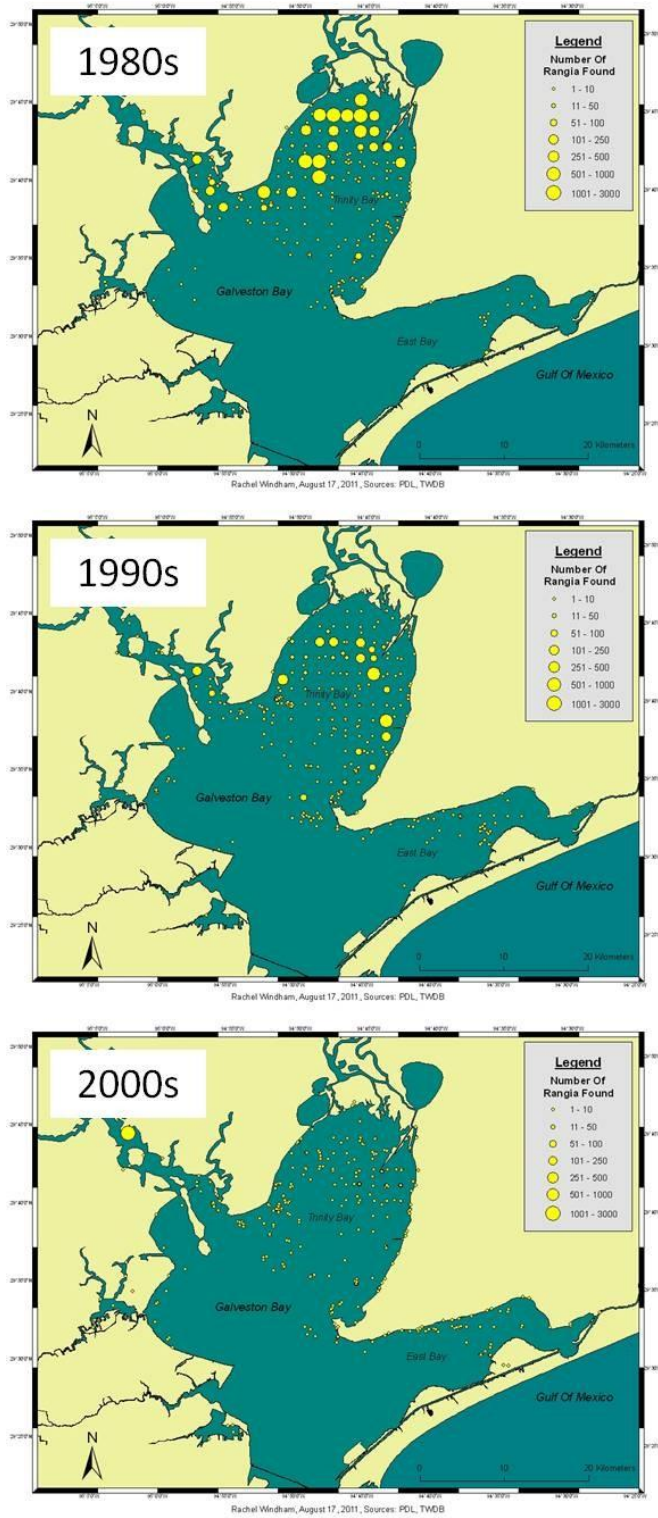 1980s
Legend
Number Of
Rangia Found
1 - 10
11 - 50
51 - 100
101 - 250
251 - 500
501 - 1000
1001 - 3000
Trinity Bay
Galveston Bay
East Bay
Gulf Of Mexico
N
0 10 20 Kilometers
Rachel Windham, August 17, 2011, Sources: PDL, TWDB
1990s
Legend
Number Of
Rangia Found
1 - 10
11 - 50
51 - 100
101 - 250
251 - 500
501 - 1000
1001 - 3000
Trinity Bay
Galveston Bay
East Bay
Gulf Of Mexico
N
0 10 20 Kilometers
Rachel Windham, August 17, 2011, Sources: PDL, TWDB
2000s
Legend
Number Of
Rangia Found
1 - 10
11 - 50
51 - 100
101 - 250
251 - 500
501 - 1000
1001 - 3000
Trinity Bay
Galveston Bay
East Bay
Gulf Of Mexico
N
0 10 20 Kilometers
Rachel Windham, August 17, 2011, Sources: PDL, TWDB